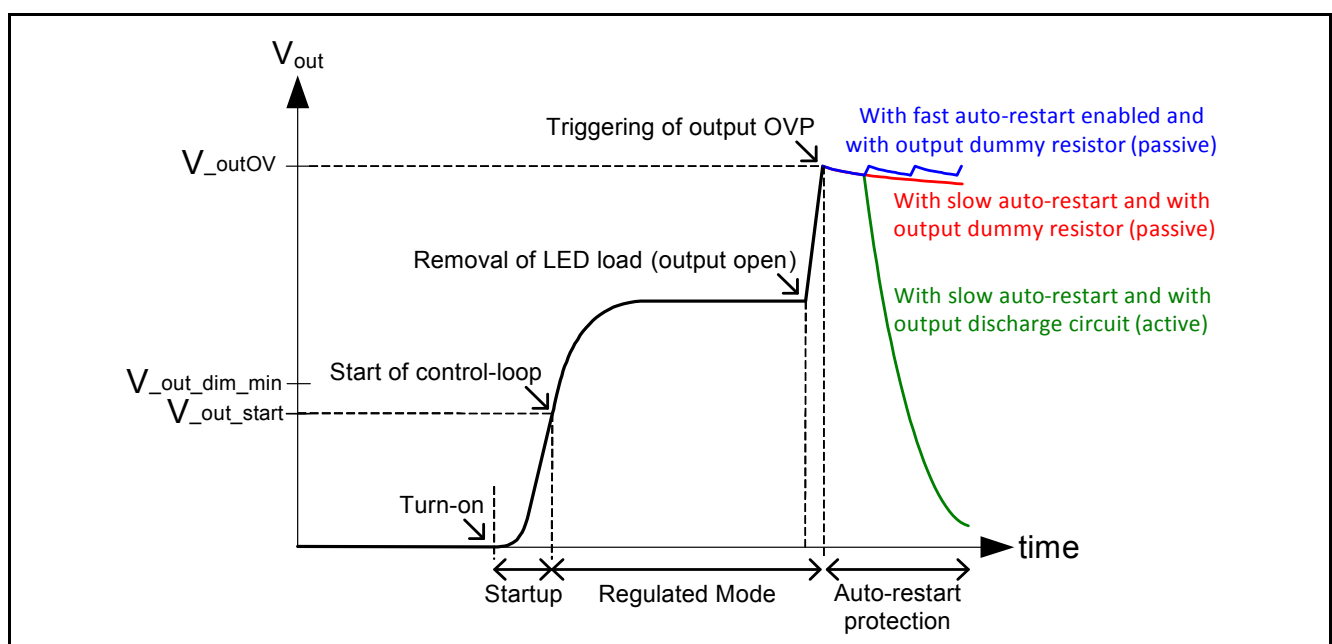 V_out
Triggering of output OVP
With fast auto-restart enabled and
with output dummy resistor (passive)
V_outOV
With slow auto-restart and with
output dummy resistor (passive)
Removal of LED load (output open)
With slow auto-restart and with
output discharge circuit (active)
Start of control-loop
V_out_dim_min
V_out_start
Turn-on
time
Startup
Regulated Mode
Auto-restart
protection